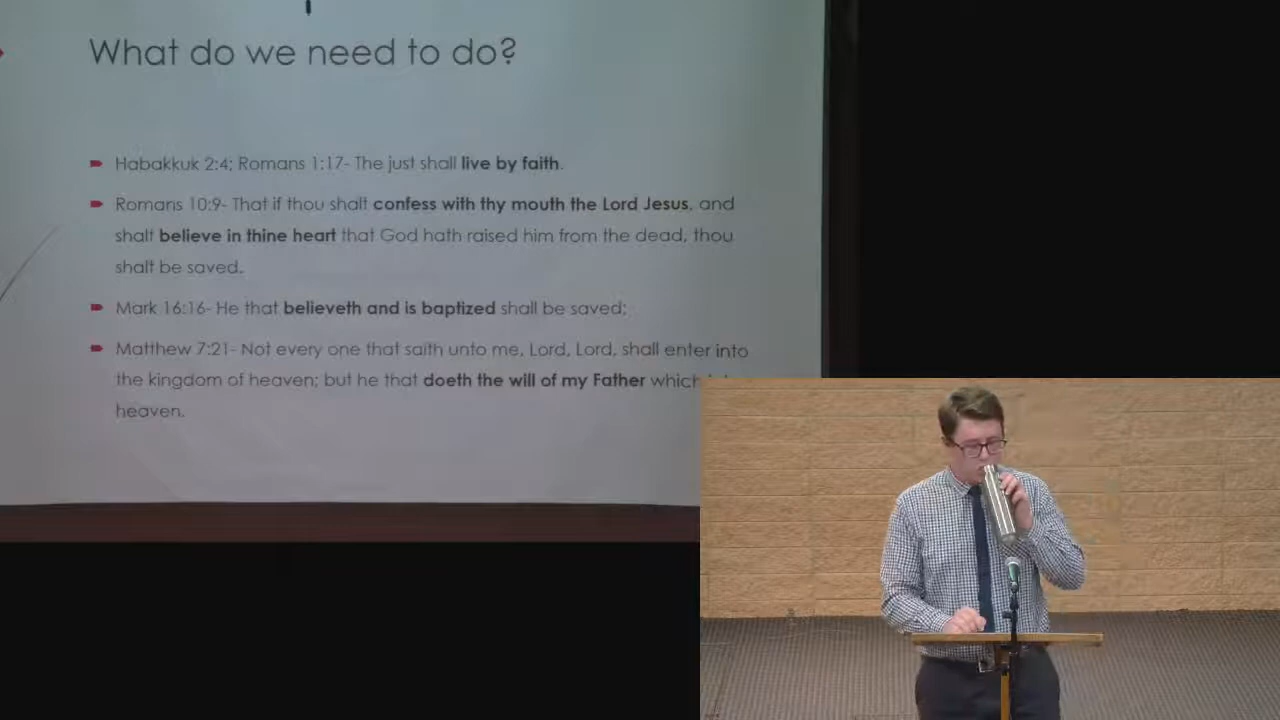 What do we need to do?
Habakkuk 2:4; Romans 1:17- The just shall live by faith.
Romans 10:9- That if thou shalt confess with thy mouth the Lord Jesus, and
shalt believe in thine heart that God hath raised him from the dead, thou
shalt be saved.
Mark 16:16- He that believeth and is baptized shall be saved;
Matthew 7:21- Not every one that saith unto me, Lord, Lord, shall enter into
the kingdom of heaven; but he that doeth the will of my Father which
heaven.